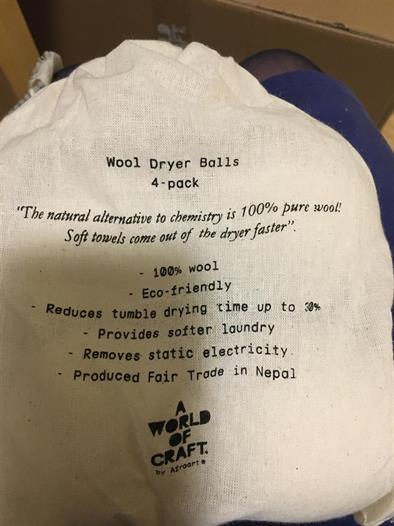 Wool Dryer Balls
4-pack
"The natural alternative to chemistry is 100% pure wool!
Soft towels come out of the dryer faster".
- 100% wool
- Eco-friendly
- Reduces tumble drying time up to 30%
- Provides softer laundry
- Removes static electricity
- Produced Fair Trade in Nepal
A
WORLD
OF
CRAFT.
by Afroart